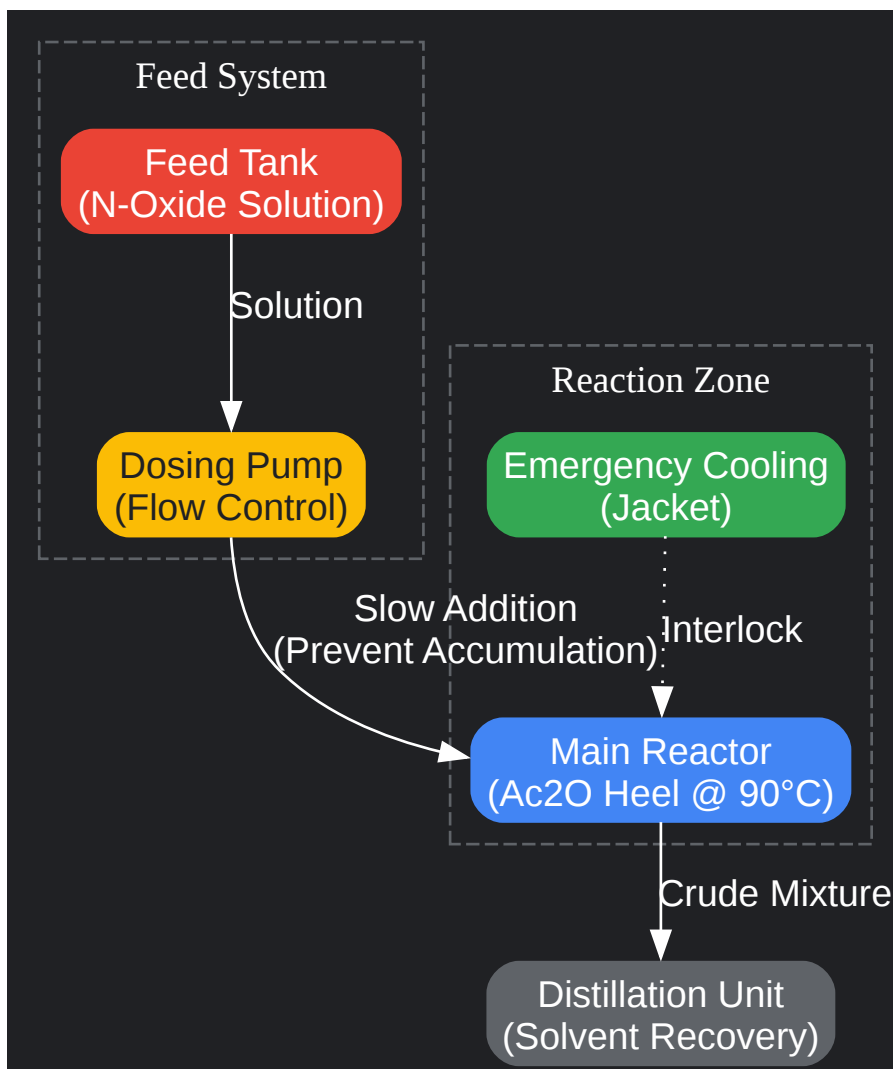 Feed System
Feed Tank
(N-Oxide Solution)
Solution
Dosing Pump
(Flow Control)
Reaction Zone
Emergency Cooling
(Jacket)
Slow Addition
(Prevent Accumulation)
Interlock
Main Reactor
(Ac2O Heel @ 90°C)
Crude Mixture
Distillation Unit
(Solvent Recovery)